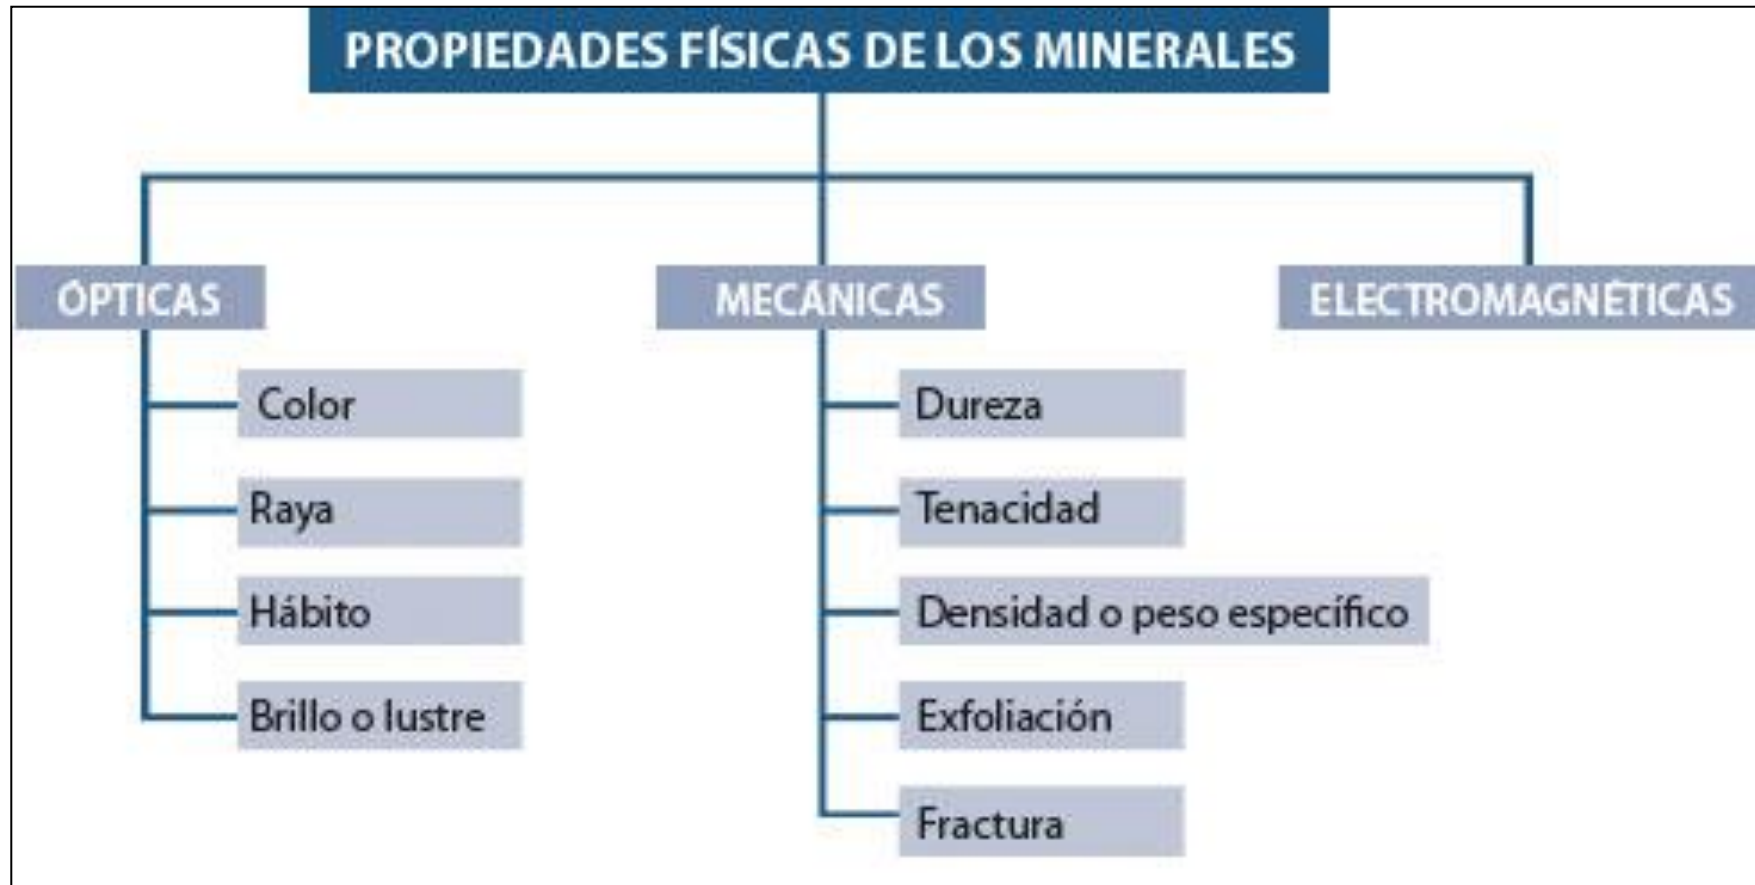 PROPIEDADES FÍSICAS DE LOS MINERALES
ÓPTICAS
Color
Raya
Hábito
Brillo o lustre
MECÁNICAS
Dureza
Tenacidad
Densidad o peso específico
Exfoliación
Fractura
ELECTROMAGNÉTICAS